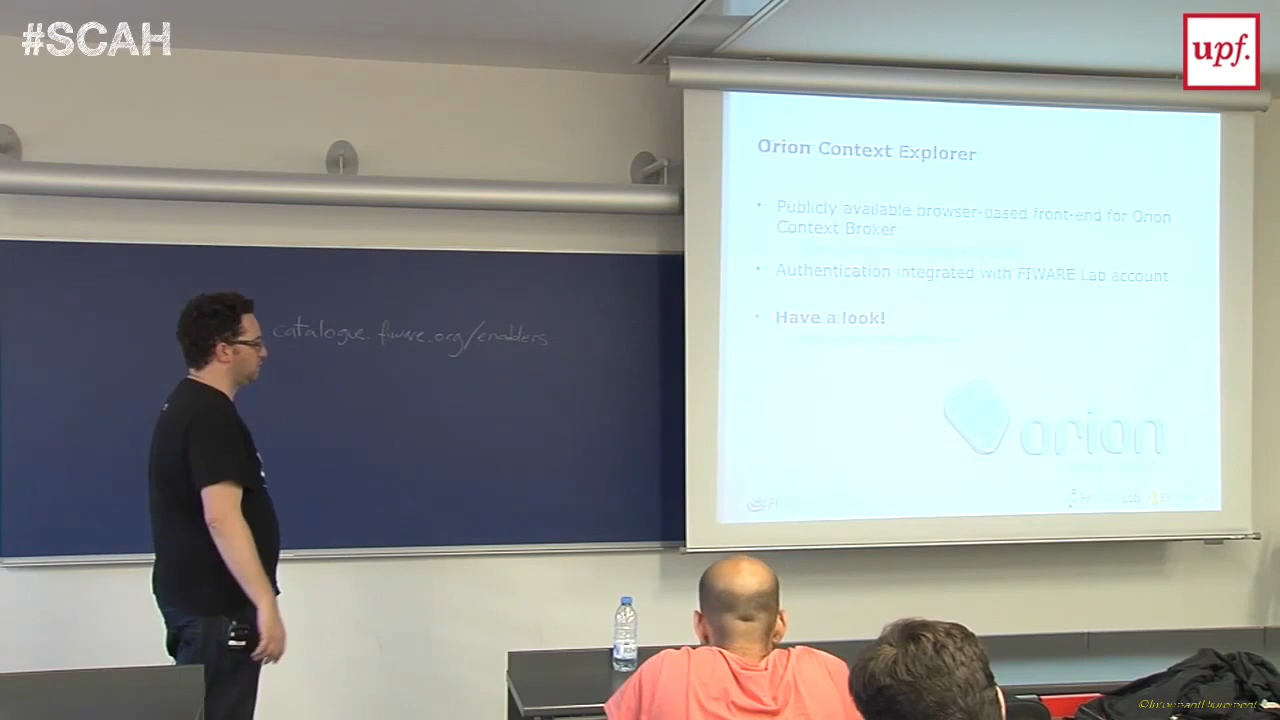 #SCAH
upf.
Orion Context Explorer
• Publicly available browser-based front-end for Orion
Context Broker
• Authentication integrated with FIWARE Lab account
• Have a look!
orion
Lab
catalogue.fiware.org/enablers